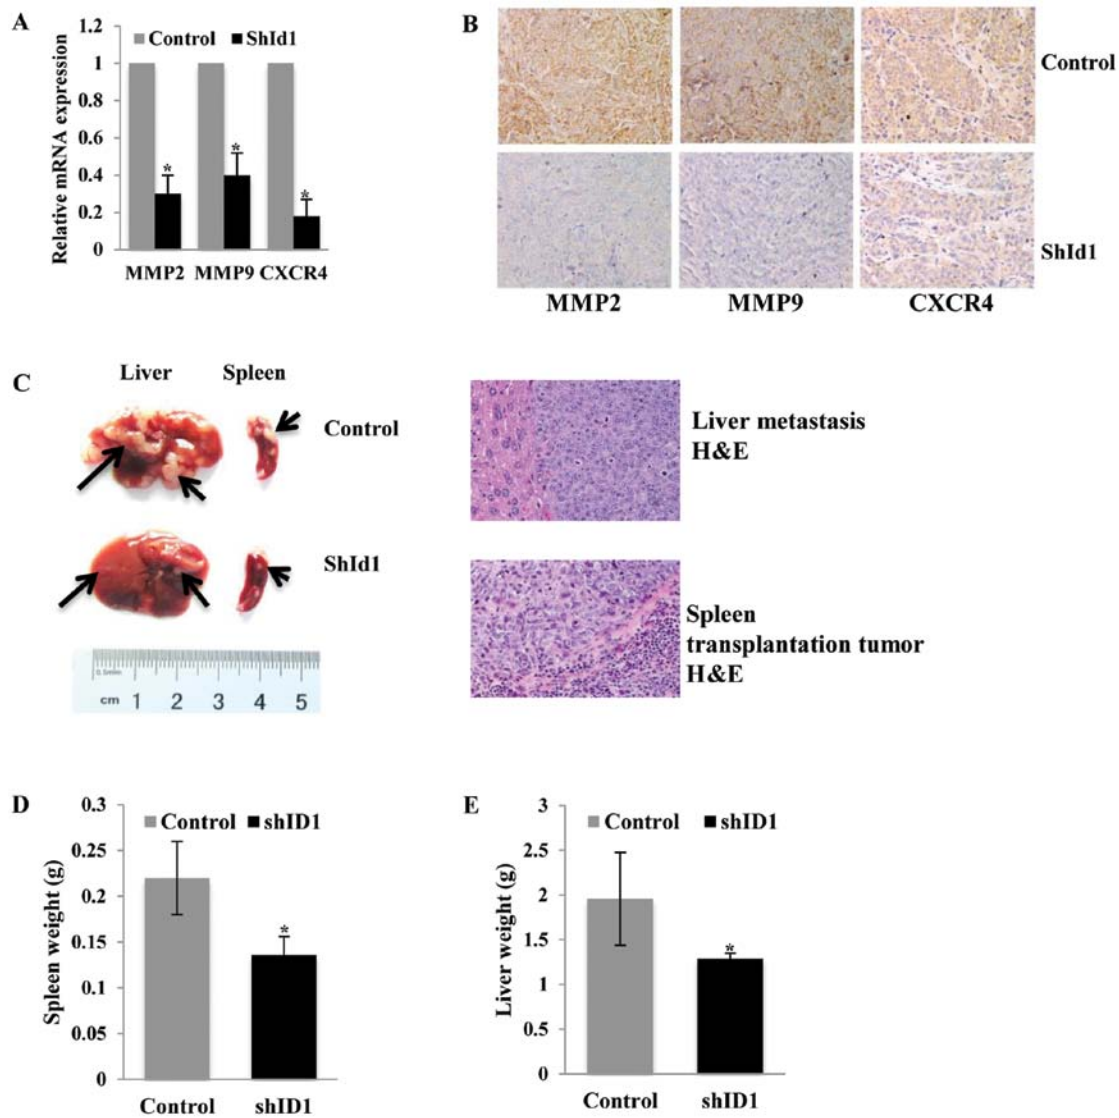 A
Control
ShId1
Relative mRNA expression
1.2
1
0.8
0.6
0.4
0.2
0
*
*
*
MMP2
MMP9
CXCR4
B
Control
ShId1
MMP2
MMP9
CXCR4
C
Liver
Spleen
Control
ShId1
0.5mm
cm 1 2 3 4 5
Liver metastasis
H&E
Spleen
transplantation tumor
H&E
D
Control
shID1
Spleen weight (g)
0.3
0.25
0.2
0.15
0.1
0.05
0
*
Control
shID1
E
Control
shID1
Liver weight (g)
3
2.5
2
1.5
1
0.5
0
*
Control
shID1